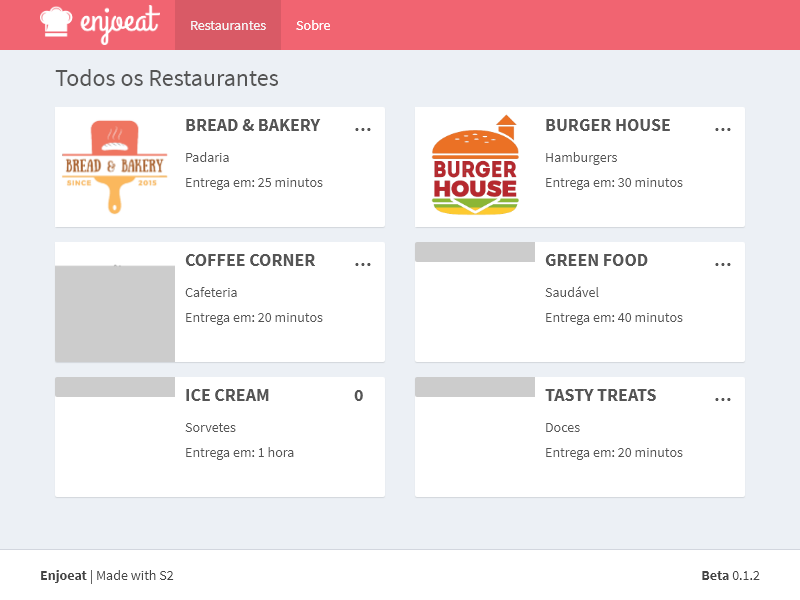 enjoeat
Restaurantes
Sobre
Todos os Restaurantes
BREAD & BAKERY
SINCE 2015
BREAD & BAKERY
...
Padaria
Entrega em: 25 minutos
BURGER
HOUSE
BURGER HOUSE
...
Hamburgers
Entrega em: 30 minutos
COFFEE CORNER
...
Cafeteria
Entrega em: 20 minutos
GREEN FOOD
...
Saudável
Entrega em: 40 minutos
ICE CREAM
0
Sorvetes
Entrega em: 1 hora
TASTY TREATS
...
Doces
Entrega em: 20 minutos
Enjoeat | Made with S2
Beta 0.1.2